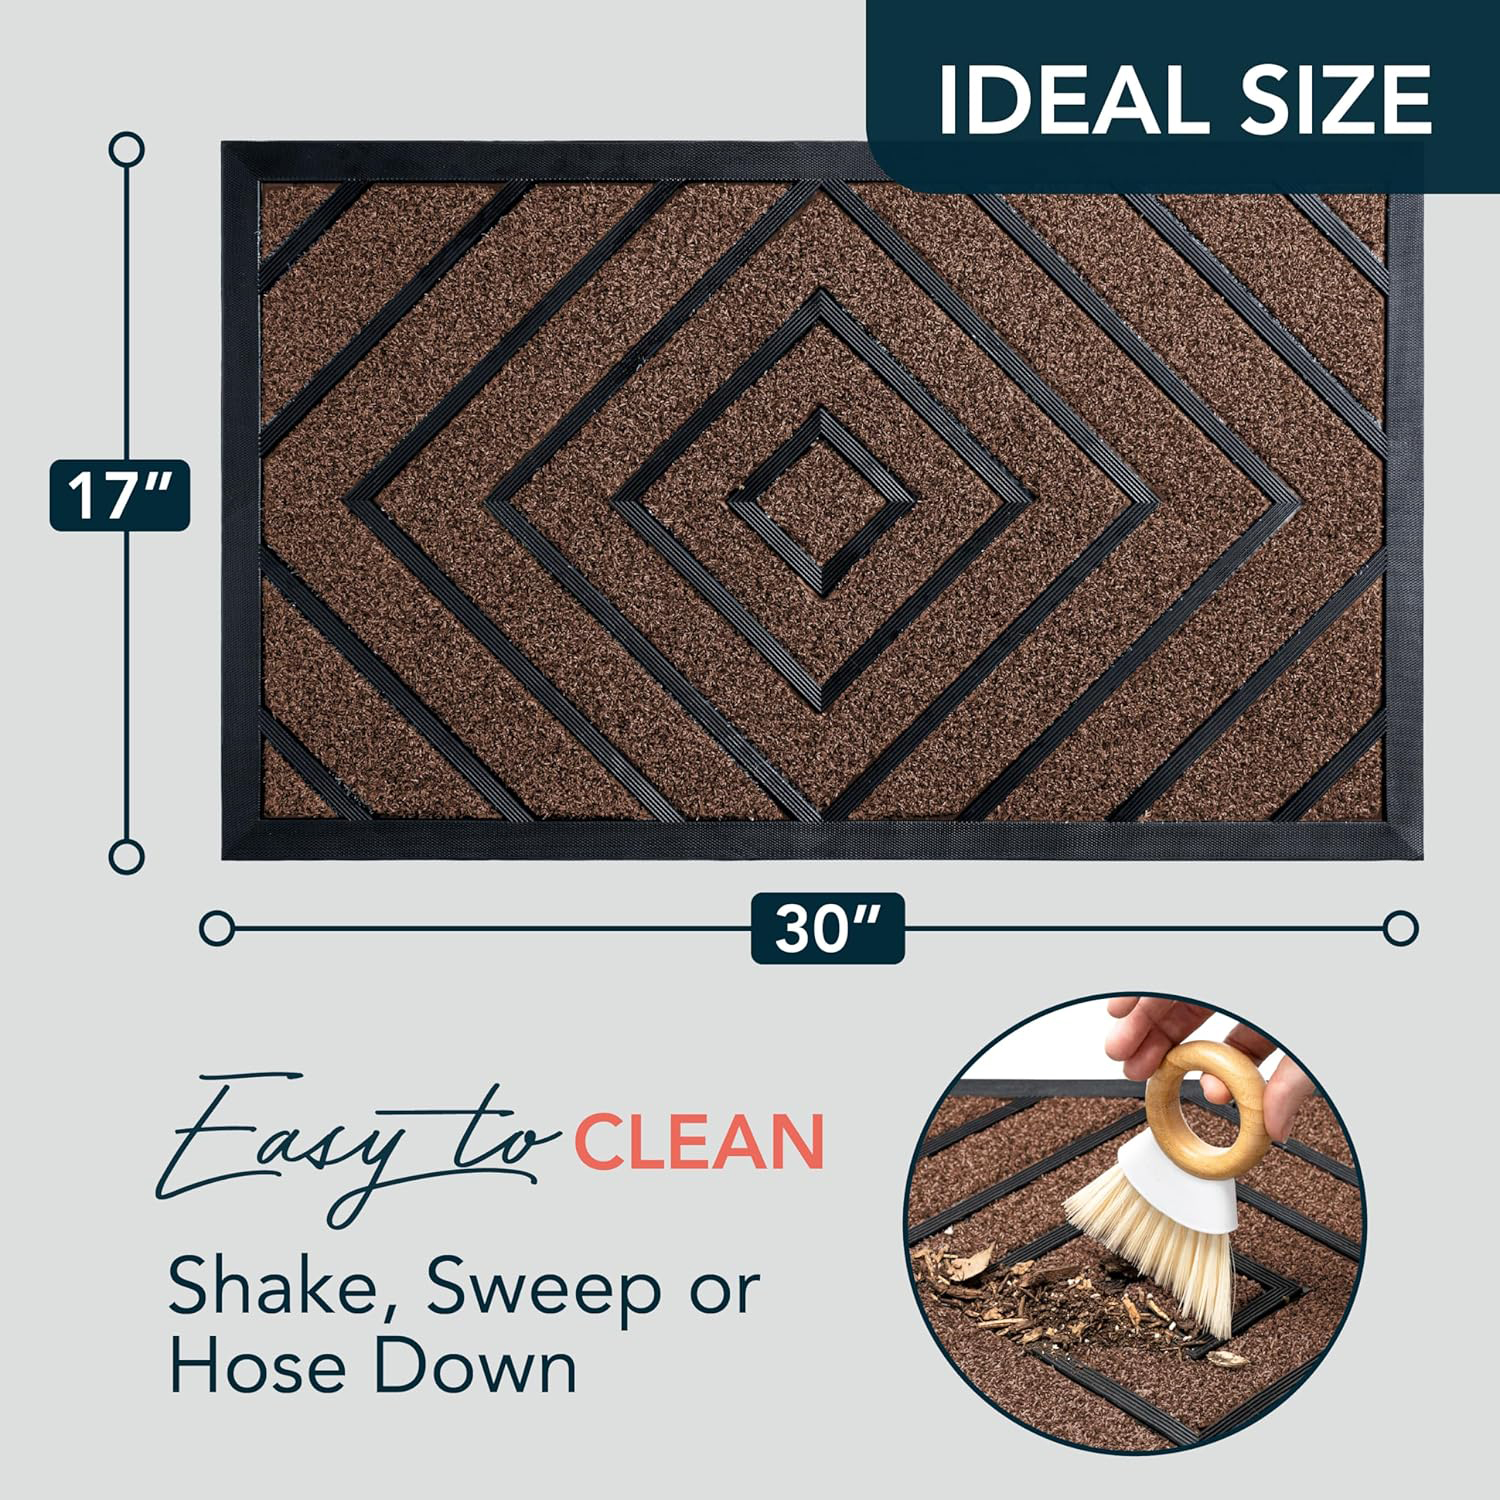 IDEAL SIZE
17”
30”
Easy to CLEAN
Shake, Sweep or
Hose Down